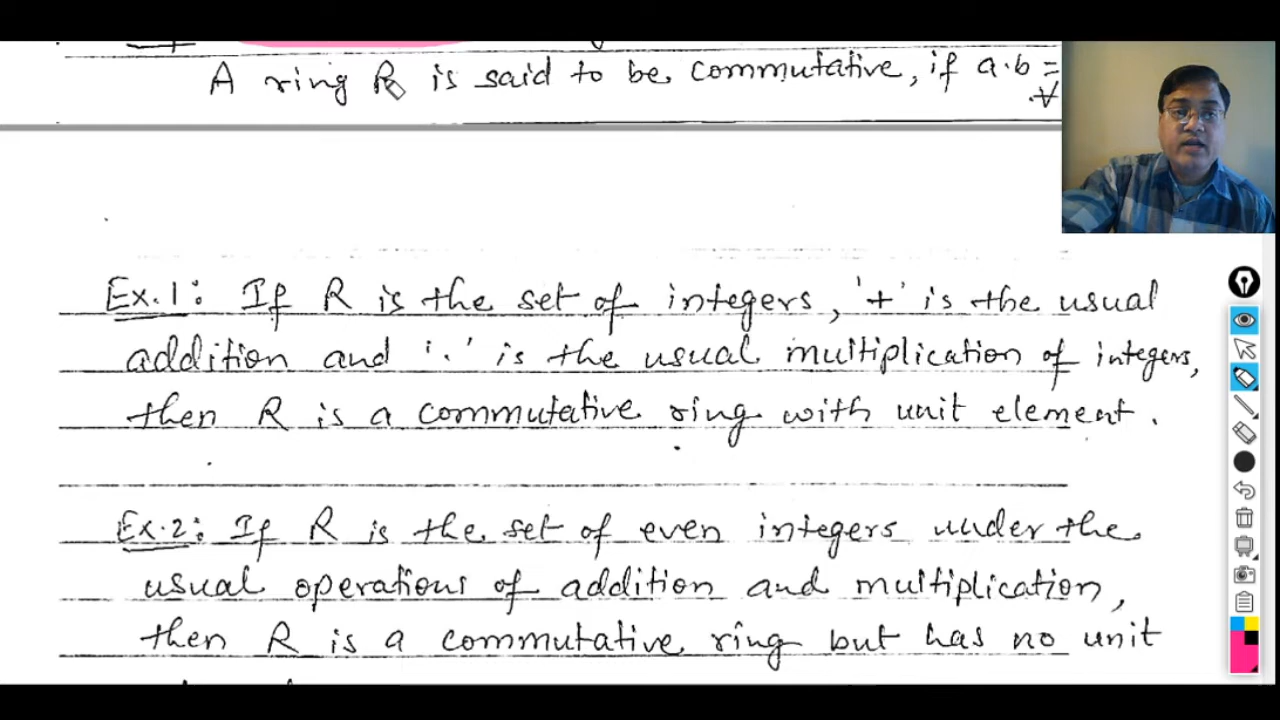 A ring R is said to be commutative, if a.b =
∀
Ex.1: If R is the set of integers, '+' is the usual
addition and '.' is the usual multiplication of integers,
then R is a commutative ring with unit element.
Ex.2: If R is the set of even integers under the
usual operations of addition and multiplication,
then R is a commutative ring but has no unit